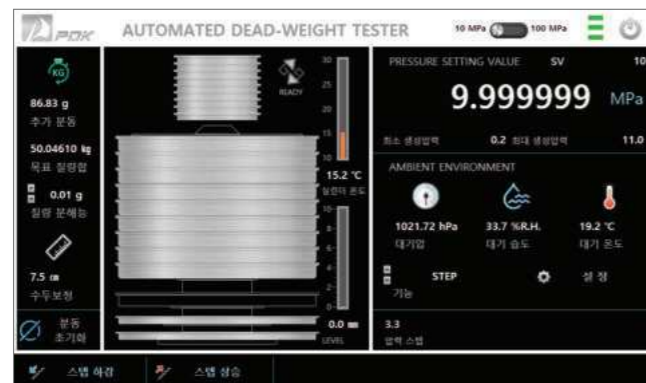 PDK
AUTOMATED DEAD-WEIGHT TESTER
10 MPa 100 MPa
KG
86.83 g
추가 분동
50.04610 kg
목표 질량합
0.01 g
질량 분해능
7.5 ㎝
수두보정
분동
초기화
READY
30
25
20
15
10
15.2 ℃
실린더 온도
10
8
6
4
2
0
0.0 ㎜
LEVEL
PRESSURE SETTING VALUE SV 10
9.999999 MPa
최소 생성압력 0.2 최대 생성압력 11.0
AMBIENT ENVIRONMENT
1021.72 hPa 33.7 %R.H. 19.2 ℃
대기압 대기 습도 대기 온도
STEP 설 정
기능
3.3
압력 스텝
스텝 하강 스텝 상승